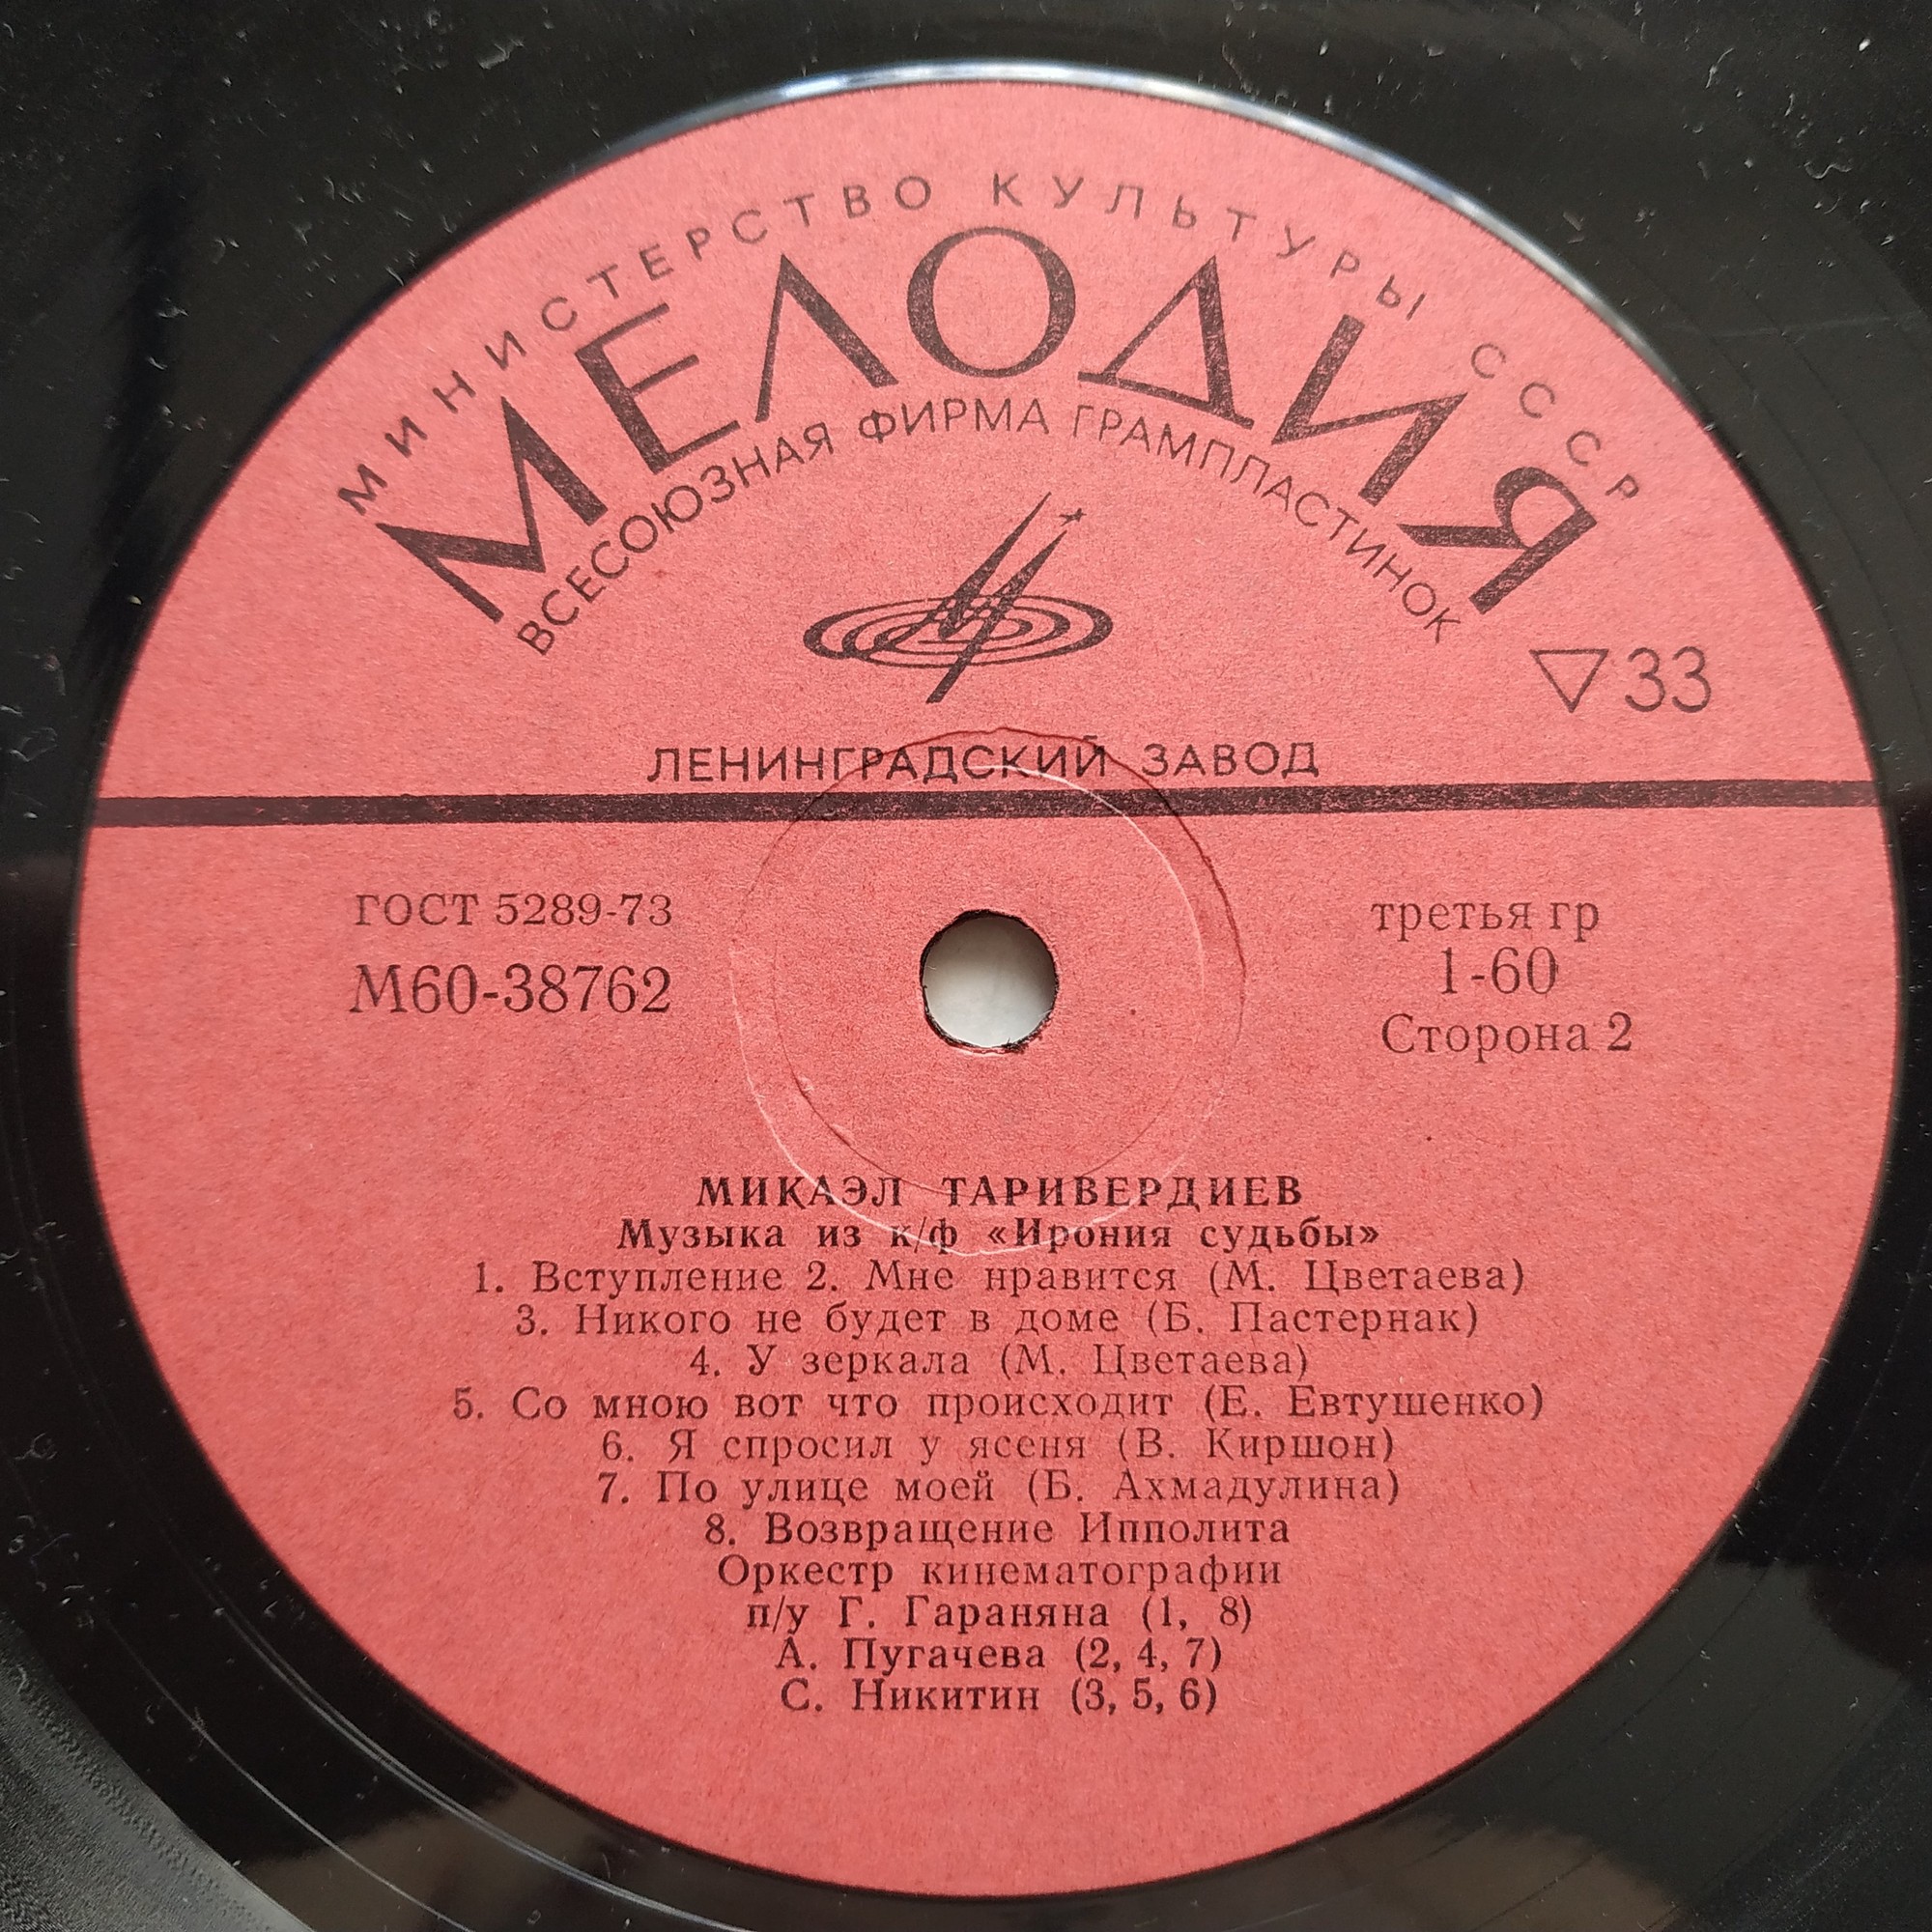 МИНИСТЕРСТВО КУЛЬТУРЫ СССР
МЕЛОДИЯ
ВСЕСОЮЗНАЯ ФИРМА ГРАМПЛАСТИНОК
33
ЛЕНИНГРАДСКИЙ ЗАВОД
ГОСТ 5289-73
М60-38762
третья гр
1-60
Сторона 2
МИКАЭЛ ТАРИВЕРДИЕВ
Музыка из к/ф «Ирония судьбы»
1. Вступление 2. Мне нравится (М. Цветаева)
3. Никого не будет в доме (Б. Пастернак)
4. У зеркала (М. Цветаева)
5. Со мною вот что происходит (Е. Евтушенко)
6. Я спросил у ясеня (В. Киршон)
7. По улице моей (Б. Ахмадулина)
8. Возвращение Ипполита
Оркестр кинематографии
п/у Г. Гараняна (1, 8)
А. Пугачева (2, 4, 7)
С. Никитин (3, 5, 6)